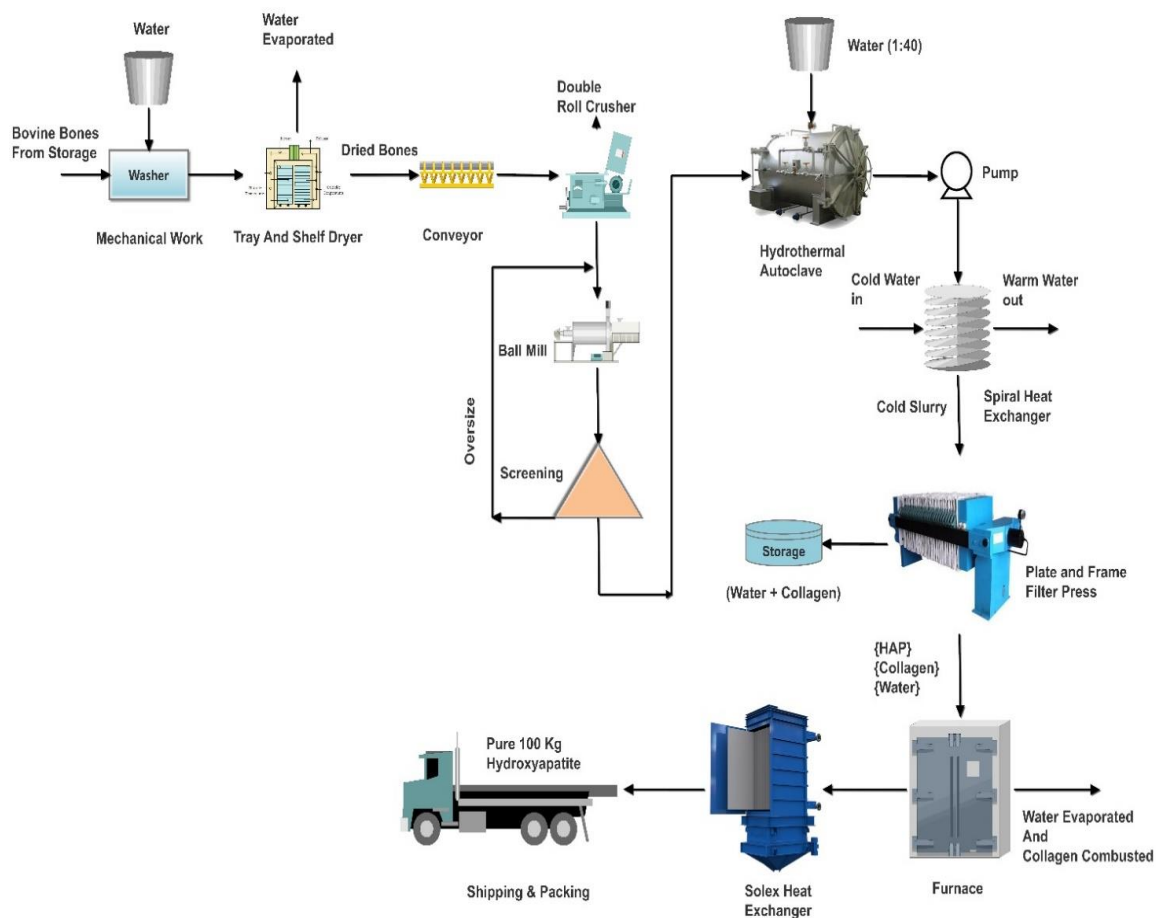 Water
Water
Evaporated
Bovine Bones
From Storage
Washer
Mechanical Work
Tray And Shelf Dryer
Dried Bones
Conveyor
Double
Roll Crusher
Water (1:40)
Hydrothermal
Autoclave
Pump
Cold Water
in
Warm Water
out
Cold Slurry
Spiral Heat
Exchanger
Ball Mill
Oversize
Screening
Storage
(Water + Collagen)
Plate and Frame
Filter Press
{HAP}
{Collagen}
{Water}
Pure 100 Kg
Hydroxyapatite
Shipping & Packing
Solex Heat
Exchanger
Furnace
Water Evaporated
And
Collagen Combusted